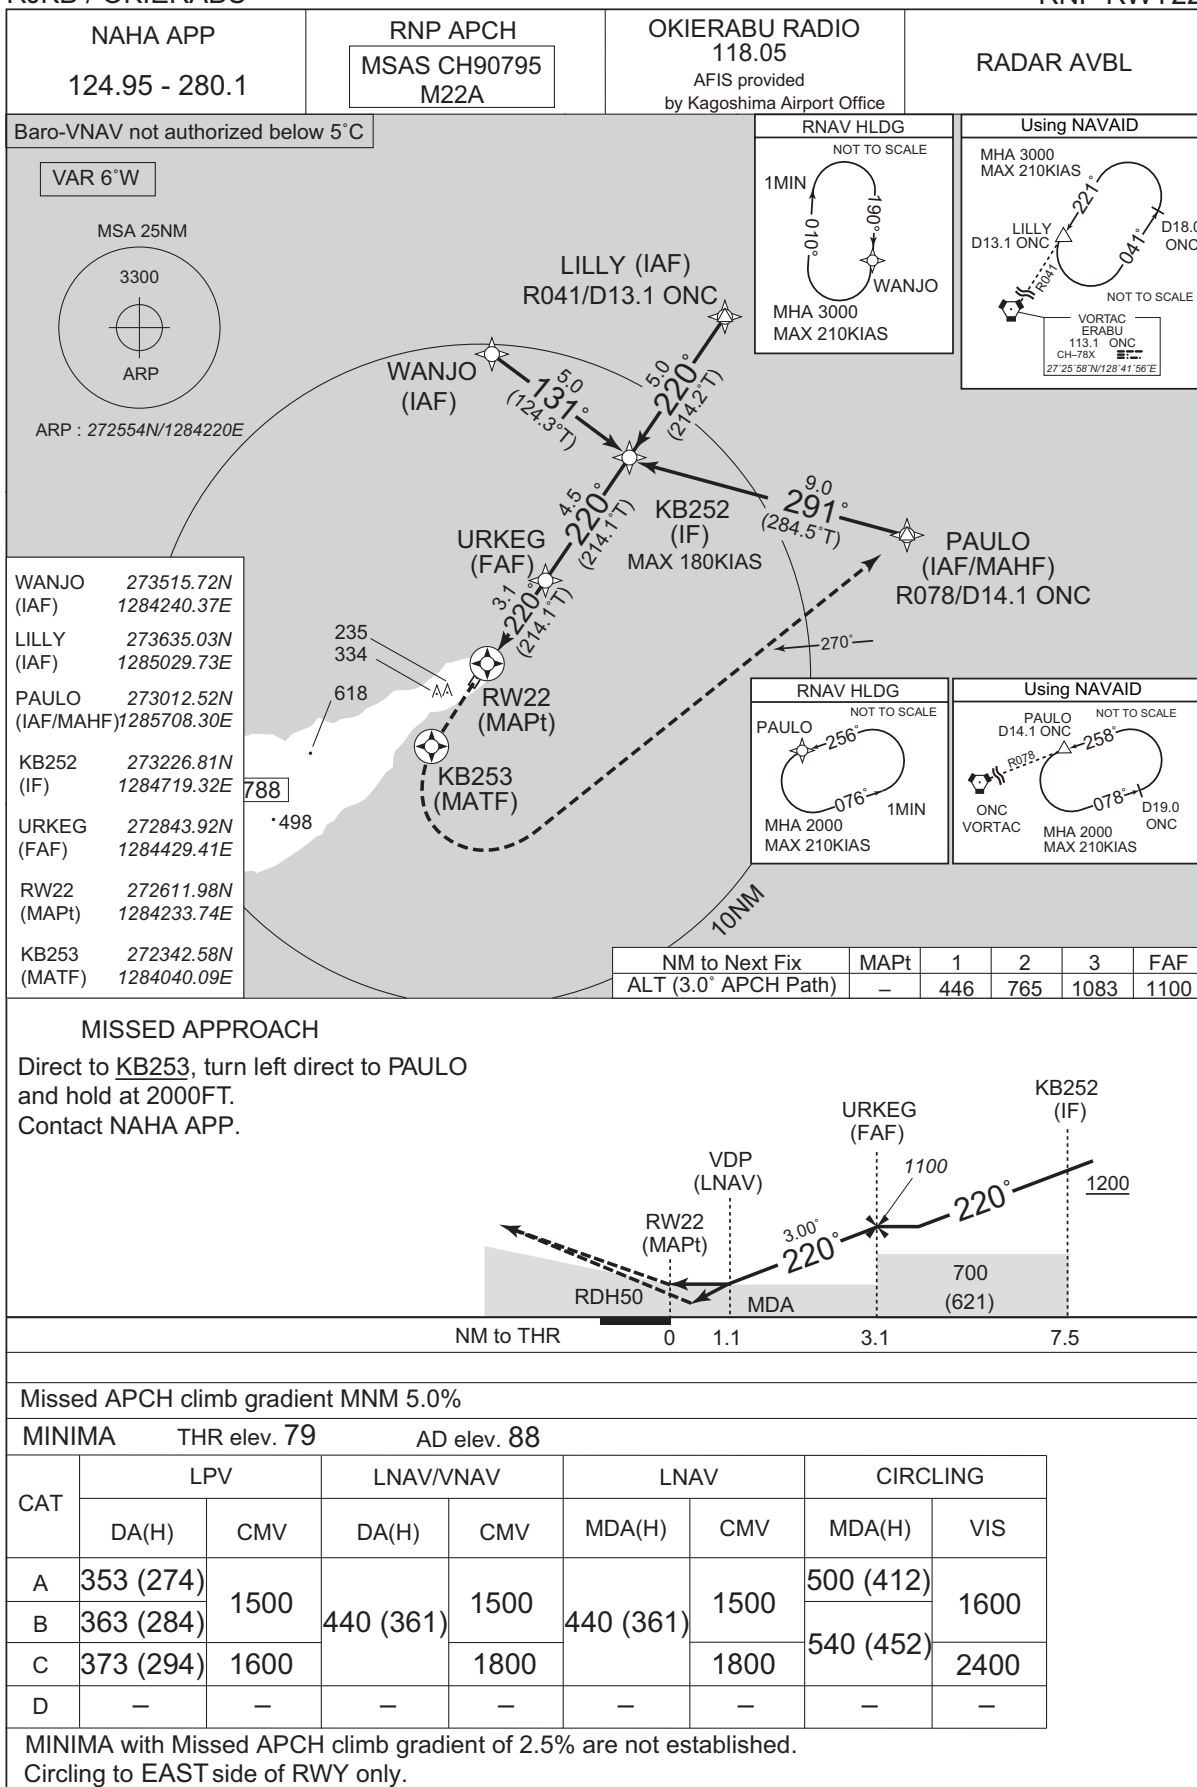 NAHA APP
124.95 - 280.1
RNP APCH
MSAS CH90795
M22A
OKIERABU RADIO
118.05
AFIS provided
by Kagoshima Airport Office
RADAR AVBL
Baro-VNAV not authorized below 5˚C
VAR 6˚W
MSA 25NM
3300
ARP
ARP : 272554N/1284220E
RNAV HLDG
NOT TO SCALE
1MIN
010°
190°
WANJO
MHA 3000
MAX 210KIAS
Using NAVAID
MHA 3000
MAX 210KIAS
221°
LILLY
D13.1 ONC
041°
D18.0
ONC
R041
NOT TO SCALE
VORTAC
ERABU
113.1 ONC
CH–78X
27˚25´58˝N/128˚41´56˝E
LILLY (IAF)
R041/D13.1 ONC
WANJO
(IAF)
5.0
131°
(124.3°T)
5.0
220°
(214.2°T)
9.0
291°
(284.5°T)
KB252
(IF)
MAX 180KIAS
4.5
220°
(214.1°T)
URKEG
(FAF)
PAULO
(IAF/MAHF)
R078/D14.1 ONC
3.1
220°
(214.1°T)
270°
235
334
618
RW22
(MAPt)
KB253
(MATF)
788
498
10NM
WANJO 273515.72N
(IAF) 1284240.37E
LILLY 273635.03N
(IAF) 1285029.73E
PAULO 273012.52N
(IAF/MAHF) 1285708.30E
KB252 273226.81N
(IF) 1284719.32E
URKEG 272843.92N
(FAF) 1284429.41E
RW22 272611.98N
(MAPt) 1284233.74E
KB253 272342.58N
(MATF) 1284040.09E
RNAV HLDG
NOT TO SCALE
PAULO
256°
076°
1MIN
MHA 2000
MAX 210KIAS
Using NAVAID
PAULO NOT TO SCALE
D14.1 ONC
258°
R078
078°
D19.0
ONC
ONC
VORTAC
MHA 2000
MAX 210KIAS
NM to Next Fix MAPt 1 2 3 FAF
ALT (3.0˚ APCH Path) – 446 765 1083 1100
MISSED APPROACH
Direct to KB253, turn left direct to PAULO
and hold at 2000FT.
Contact NAHA APP.
KB252
(IF)
URKEG
(FAF)
1100
VDP
(LNAV)
1200
220°
RW22
(MAPt)
3.00°
220°
RDH50
MDA
700
(621)
NM to THR 0 1.1 3.1 7.5
Missed APCH climb gradient MNM 5.0%
MINIMA THR elev. 79 AD elev. 88
CAT LPV LNAV/VNAV LNAV CIRCLING
DA(H) CMV DA(H) CMV MDA(H) CMV MDA(H) VIS
A 353 (274) 1500 440 (361) 1500 440 (361) 1500 500 (412) 1600
B 363 (284) 540 (452)
C 373 (294) 1600 1800 1800 2400
D – – – – – – – –
MINIMA with Missed APCH climb gradient of 2.5% are not established.
Circling to EAST side of RWY only.